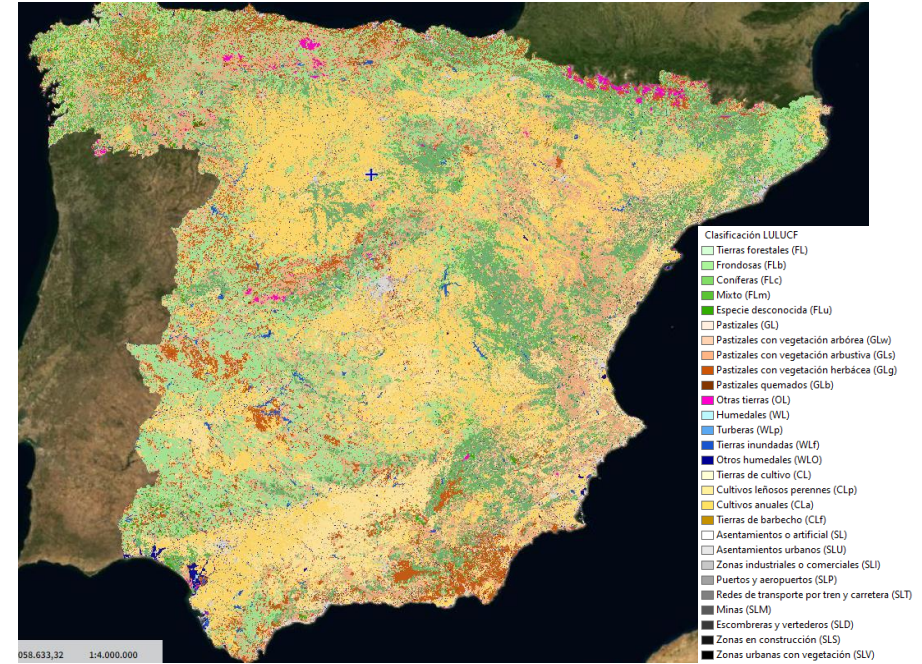 Clasificación LULUCF
Tierras forestales (FL)
Frondosas (FLb)
Coníferas (FLc)
Mixto (FLm)
Especie desconocida (FLu)
Pastizales (GL)
Pastizales con vegetación arbórea (GLw)
Pastizales con vegetación arbustiva (GLs)
Pastizales con vegetación herbácea (GLg)
Pastizales quemados (GLb)
Otras tierras (OL)
Humedales (WL)
Turberas (WLp)
Tierras inundadas (WLf)
Otros humedales (WLO)
Tierras de cultivo (CL)
Cultivos leñosos perennes (CLp)
Cultivos anuales (CLa)
Tierras de barbecho (CLf)
Asentamientos o artificial (SL)
Asentamientos urbanos (SLU)
Zonas industriales o comerciales (SLI)
Puertos y aeropuertos (SLP)
Redes de transporte por tren y carretera (SLT)
Minas (SLM)
Escombreras y vertederos (SLD)
Zonas en construcción (SLS)
Zonas urbanas con vegetación (SLV)
058.633,32 1:4.000.000